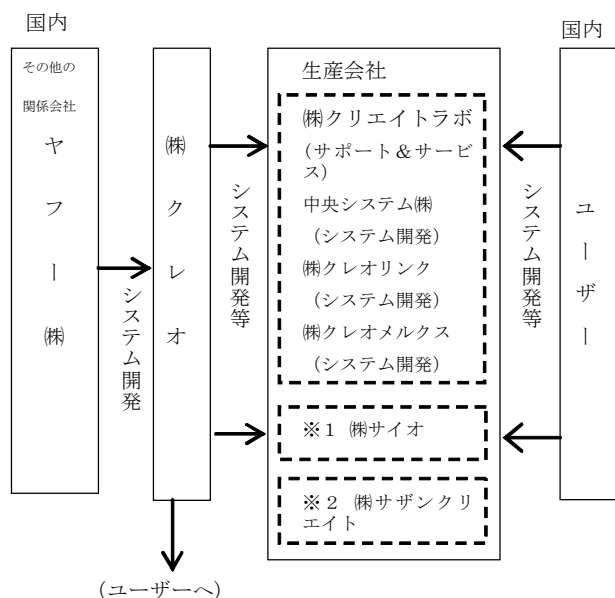 国内
国内
その他の
関係会社
ヤフー㈱
システム開発
㈱クレオ
システム開発等
生産会社
㈱クリエイトラボ
(サポート＆サービ
ス)
中央システム㈱
(システム開発)
㈱クレオリンク
(システム開発)
㈱クレオメルクス
(システム開発)
※１ ㈱サイオ
※２ ㈱サザンクリ
エイト
システム開発等
ユーザー
(ユーザーへ)